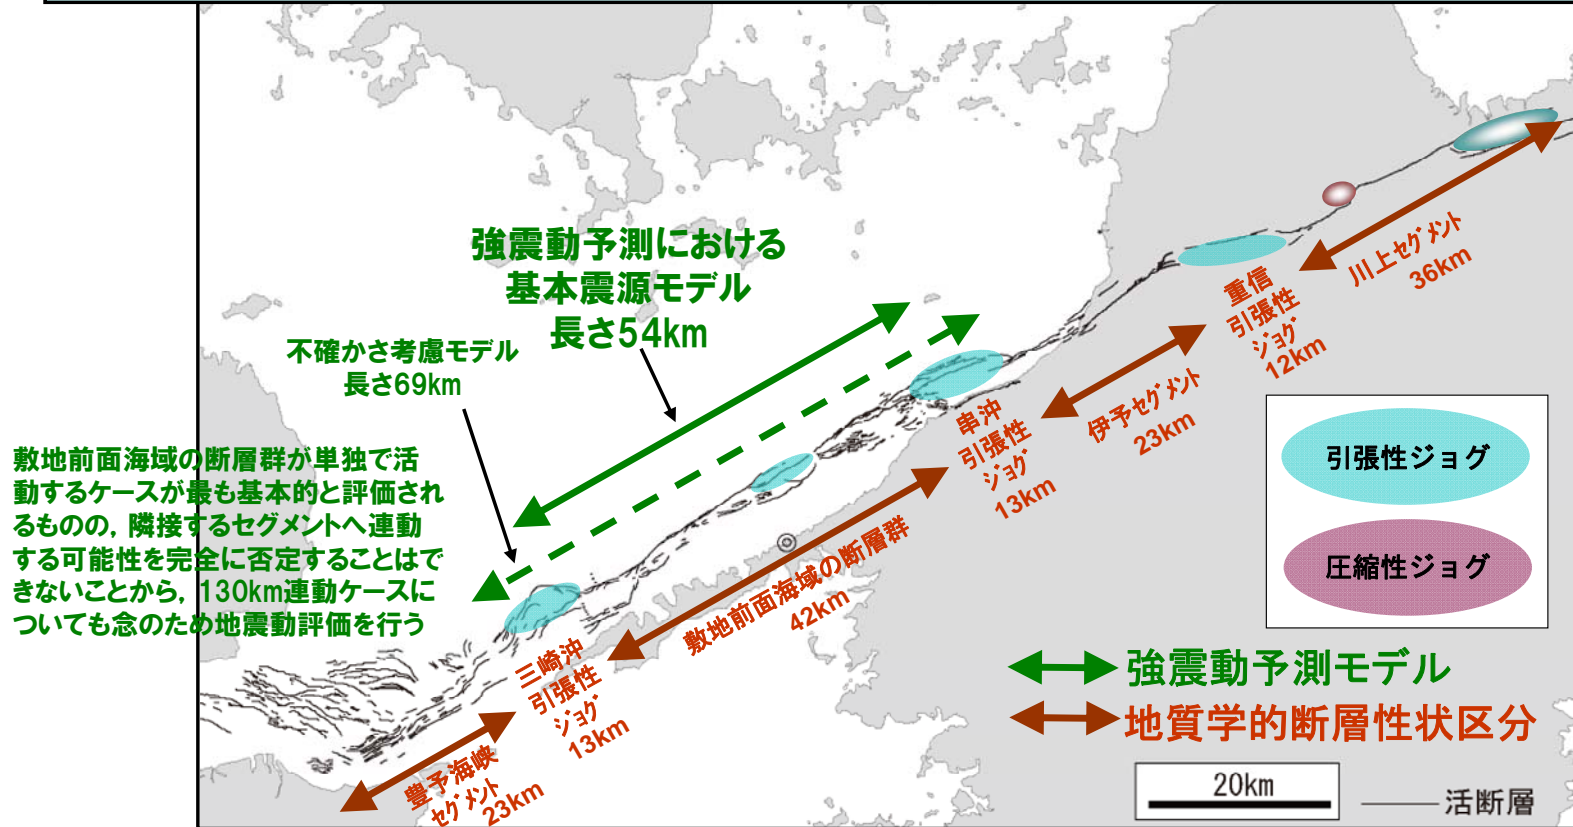 強震動予測における
基本震源モデル
長さ54km
不確かさ考慮モデル
長さ69km
敷地前面海域の断層群が単独で活
動するケースが最も基本的と評価され
るものの，隣接するセグメントへ連動
する可能性を完全に否定することはで
きないことから，130km連動ケースに
ついても念のため地震動評価を行う
川上セグメント
36km
重信
引張性
ジョグ
12km
伊予セグメント
23km
串沖
引張性
ジョグ
13km
敷地前面海域の断層群
42km
三崎沖
引張性
ジョグ
13km
豊予海峡
セグメント
23km
引張性ジョグ
圧縮性ジョグ
強震動予測モデル
地質学的断層性状区分
20km
活断層